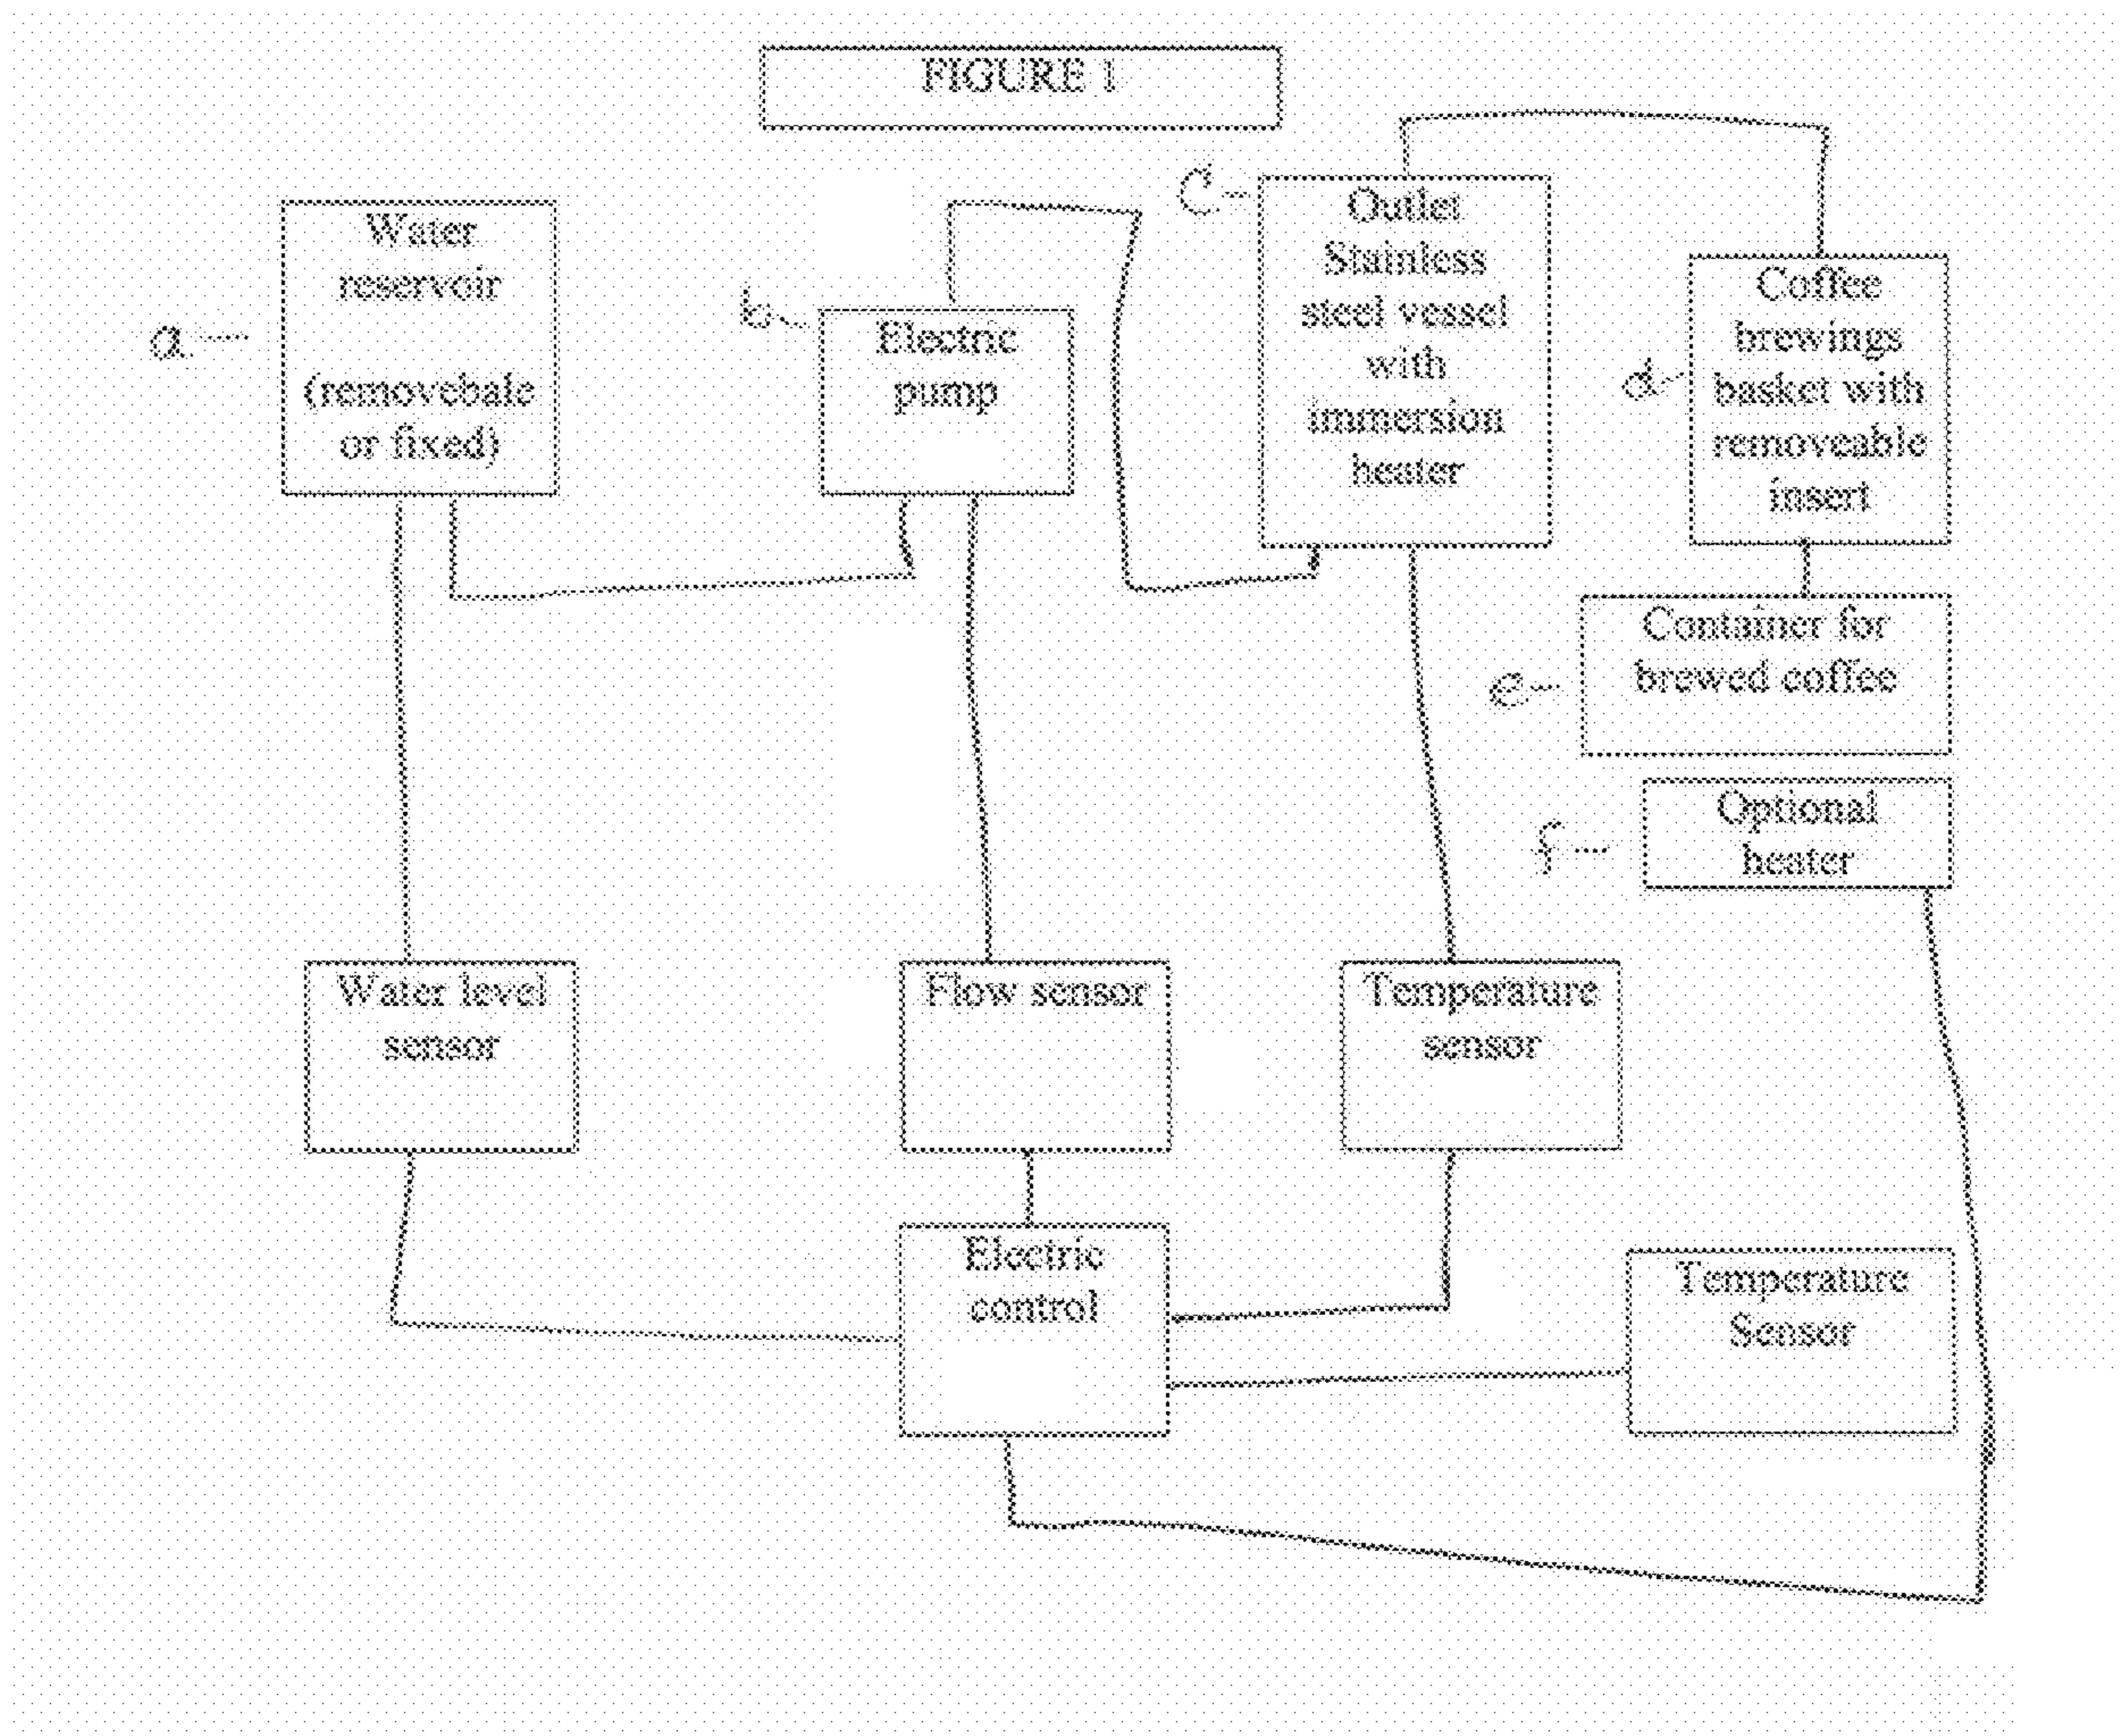 FIGURE 1
a
Water
reservoir
(removebale
or fixed)
b
Electric
pump
C
Outlet
Stainless
steel vessel
with
immersion
heater
d
Coffee
brewings
basket with
removeable
insert
e
Container for
brewed coffee
f
Optional
heater
Water level
sensor
Flow sensor
Temperature
sensor
Electric
control
Temperature
Sensor